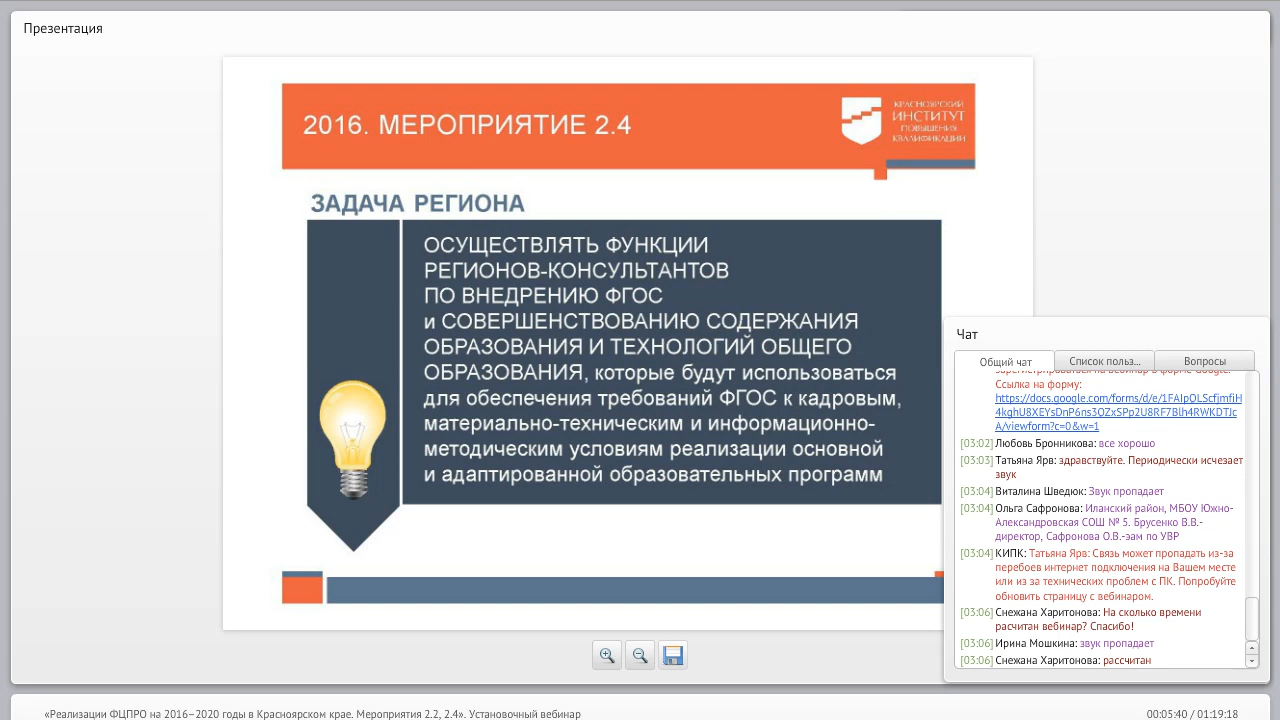 Презентация
2016. МЕРОПРИЯТИЕ 2.4
КРАСНОЯРСКИЙ
ИНСТИТУТ
ПОВЫШЕНИЯ
КВАЛИФИКАЦИИ
ЗАДАЧА РЕГИОНА
ОСУЩЕСТВЛЯТЬ ФУНКЦИИ
РЕГИОНОВ-КОНСУЛЬТАНТОВ
ПО ВНЕДРЕНИЮ ФГОС
и СОВЕРШЕНСТВОВАНИЮ СОДЕРЖАНИЯ
ОБРАЗОВАНИЯ И ТЕХНОЛОГИЙ ОБЩЕГО
ОБРАЗОВАНИЯ, которые будут использоваться
для обеспечения требований ФГОС к кадровым,
материально-техническим и информационно-
методическим условиям реализации основной
и адаптированной образовательных программ
Чат
Общий чат
Список польз...
Вопросы
зарегистрироваться на вебинар в форме Google.
Ссылка на форму:
https://docs.google.com/forms/d/e/1FAIpQLScfjmfiH
4kghU8XEYsDnP6ns3QZxSPp2U8RF7Blh4RWKDTJc
A/viewform?c=0&w=1
[03:02] Любовь Бронникова: все хорошо
[03:03] Татьяна Ярв: здравствуйте. Периодически исчезает
звук
[03:04] Виталина Шведюк: Звук пропадает
[03:04] Ольга Сафронова: Иланский район, МБОУ Южно-
Александровская СОШ № 5. Брусенко В.В.-
директор, Сафронова О.В.-зам по УВР
[03:04] КИПК: Татьяна Ярв: Связь может пропадать из-за
перебоев интернет подключения на Вашем месте
или из за технических проблем с ПК. Попробуйте
обновить страницу с вебинаром.
[03:06] Снежана Харитонова: На сколько времени
расчитан вебинар? Спасибо!
[03:06] Ирина Мошкина: звук пропадает
[03:06] Снежана Харитонова: рассчитан
«Реализации ФЦПРО на 2016–2020 годы в Красноярском крае. Мероприятия 2.2, 2.4». Установочный вебинар
00:05:40 / 01:19:18